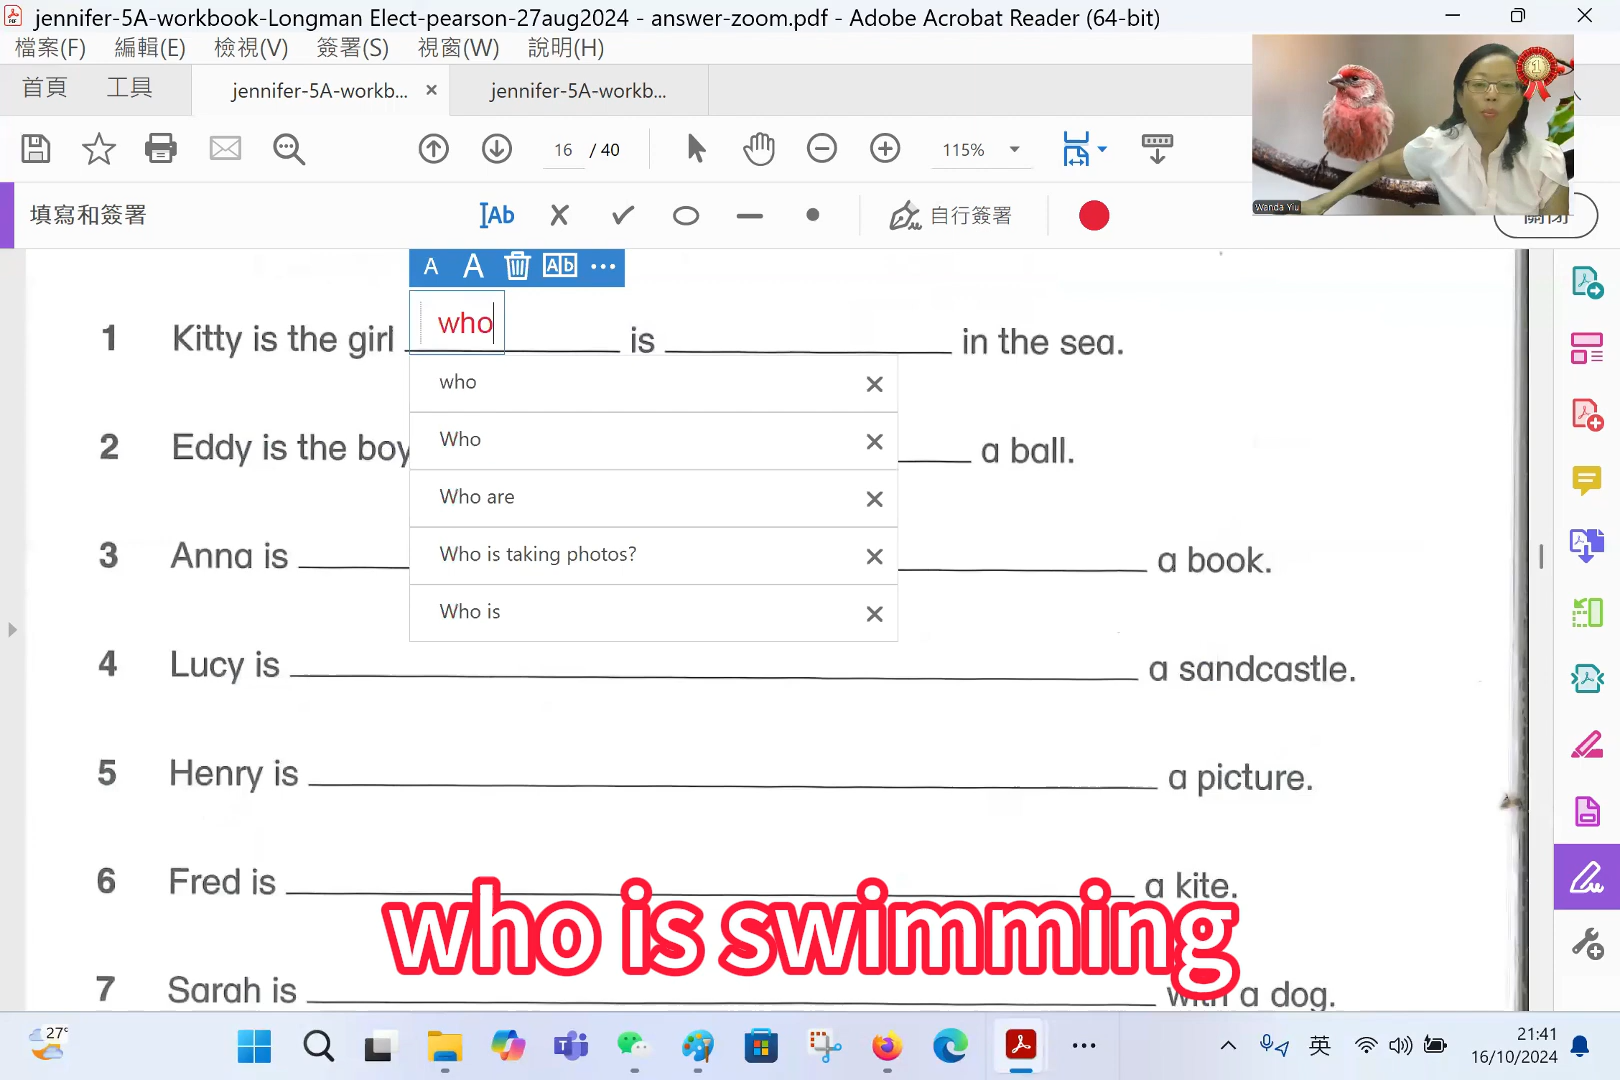 jennifer-5A-workbook-Longman Elect-pearson-27aug2024 - answer-zoom.pdf - Adobe Acrobat Reader (64-bit)
檔案(F) 編輯(E) 檢視(V) 簽署(S) 視窗(W) 說明(H)
首頁 工具 jennifer-5A-workb... jennifer-5A-workb...
16 / 40 115%
Wanda Yiu
填寫和簽署 Ab 自行簽署 關閉
A A Ab
1 Kitty is the girl who is in the sea.
who
2 Eddy is the boy a ball.
Who
Who are
3 Anna is a book.
Who is taking photos?
Who is
4 Lucy is a sandcastle.
5 Henry is a picture.
6 Fred is a kite.
who is swimming
7 Sarah is with a dog.
27° 英 21:41
16/10/2024